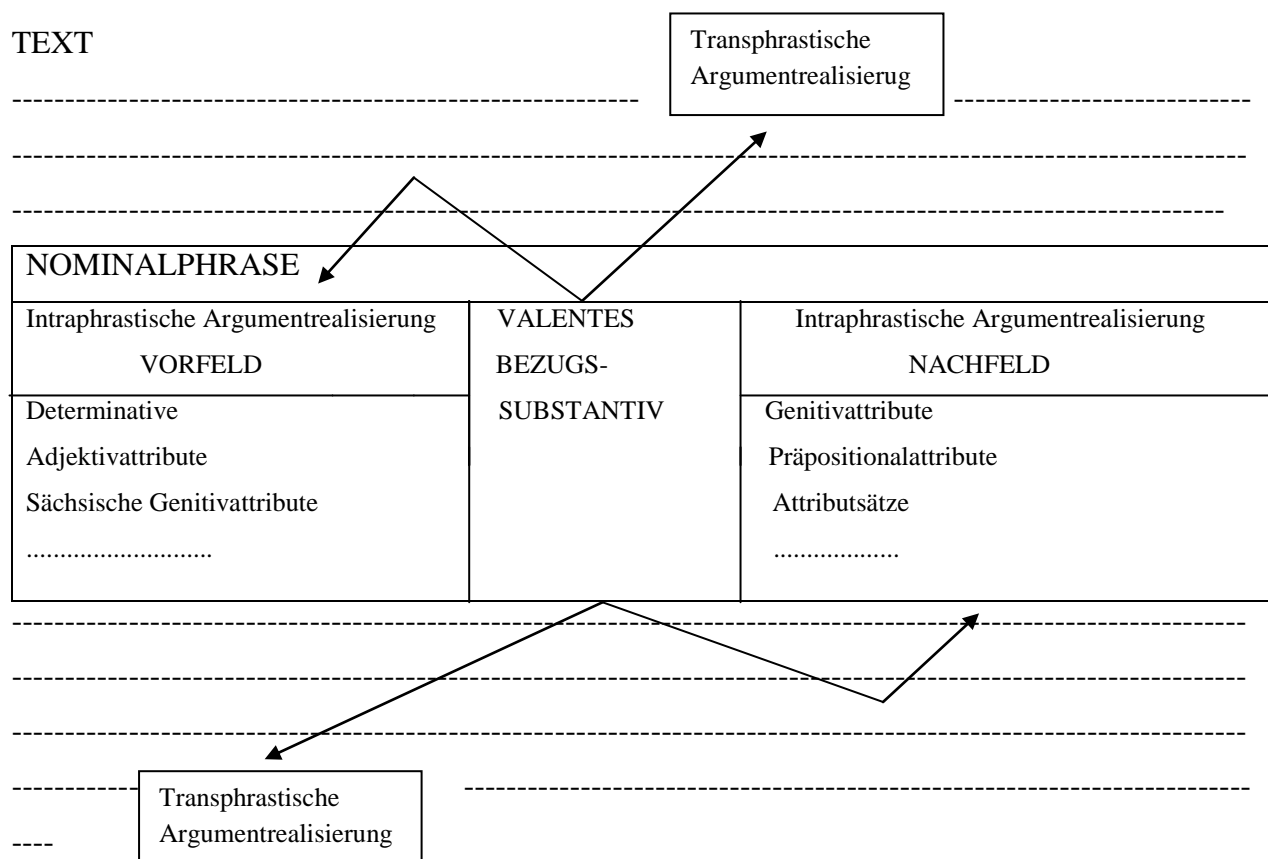 TEXT
Transphrastische
Argumentrealisierug
NOMINALPHRASE
Intraphrastische Argumentrealisierung
VORFELD
VALENTES
BEZUGS-
SUBSTANTIV
Intraphrastische Argumentrealisierung
NACHFELD
Determinative
Adjektivattribute
Sächsische Genitivattribute
............................
Genitivattribute
Präpositionalattribute
Attributsätze
...................
Transphrastische
Argumentrealisierung